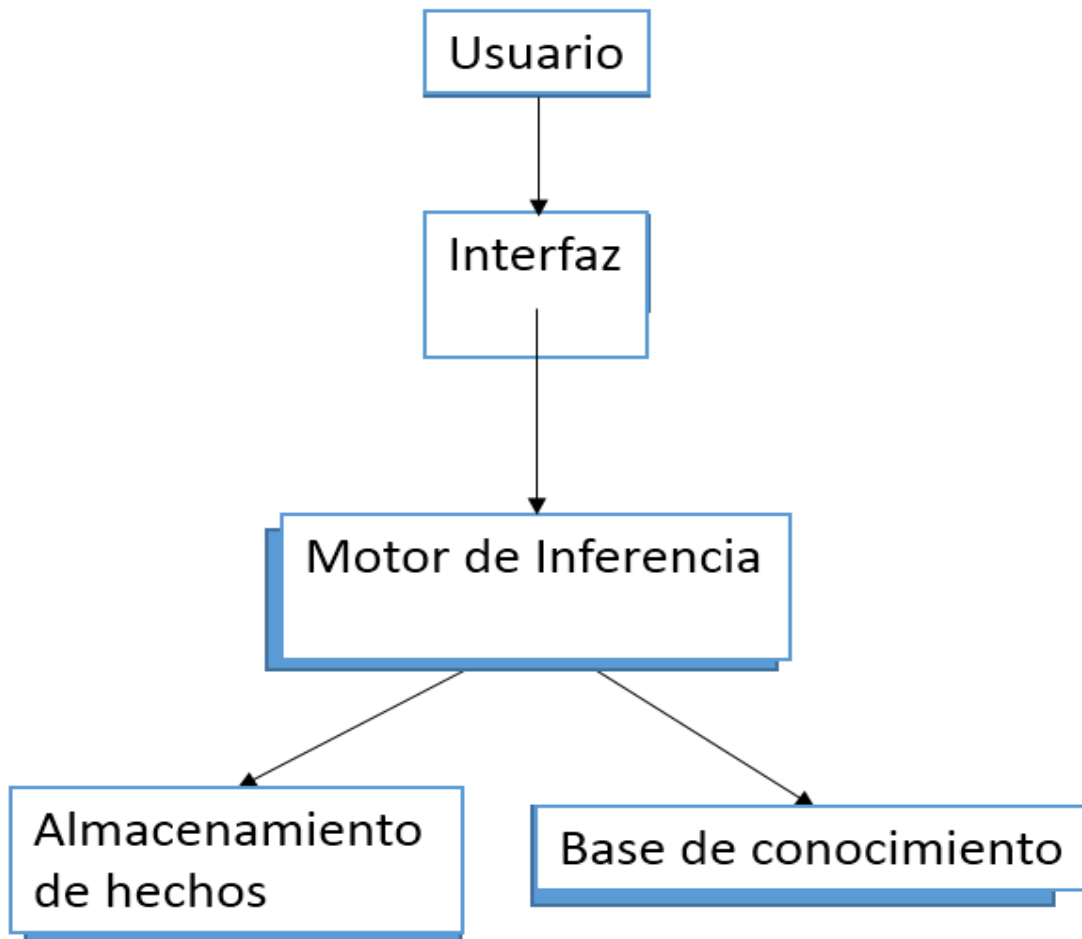 Usuario
Interfaz
Motor de Inferencia
Almacenamiento
de hechos
Base de conocimiento